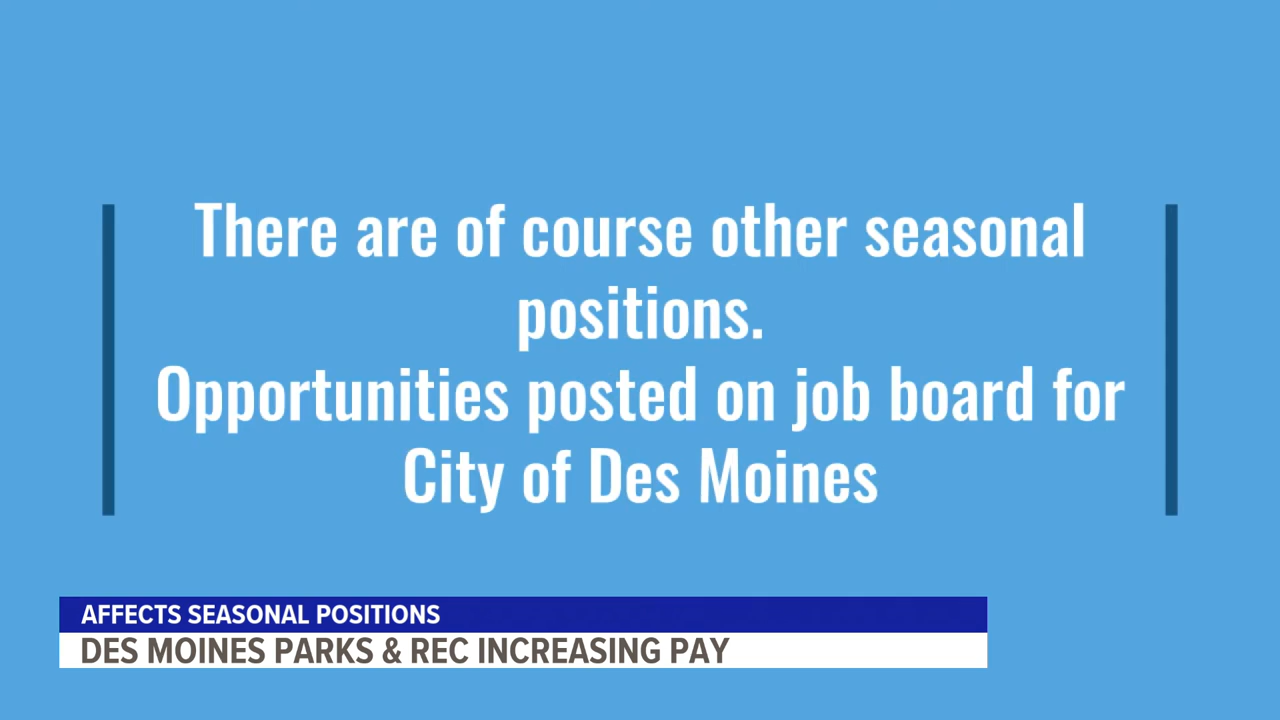 There are of course other seasonal
positions.
Opportunities posted on job board for
City of Des Moines
AFFECTS SEASONAL POSITIONS
DES MOINES PARKS & REC INCREASING PAY